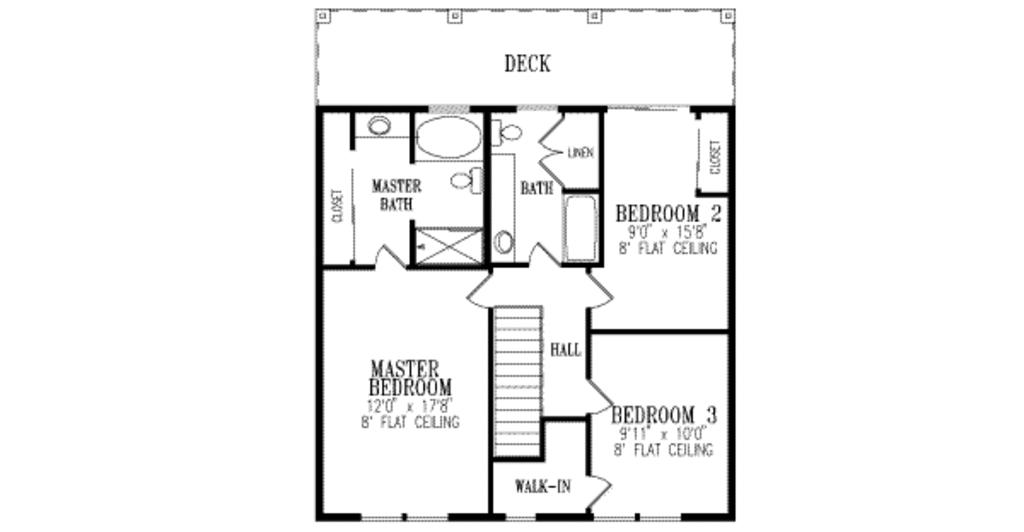 DECK
LINEN
CLOSET
MASTER
BATH
CLOSET
BATH
BEDROOM 2
9'0" x 15'8"
8' FLAT CEILING
HALL
MASTER
BEDROOM
12'0" x 17'8"
8' FLAT CEILING
BEDROOM 3
9'11" x 10'0"
8' FLAT CEILING
WALK-IN